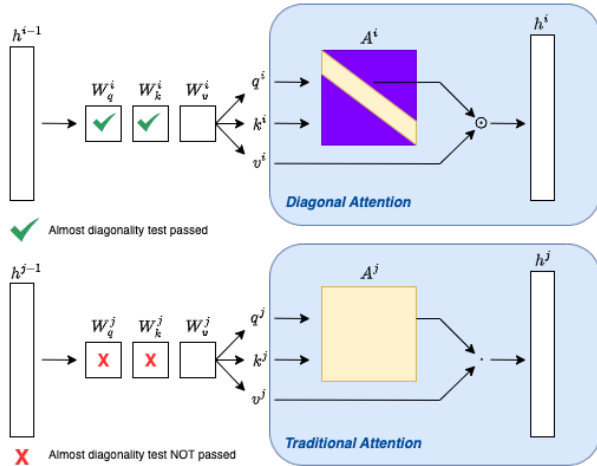 h^{i-1}
A^i
h^i
W_q^i W_k^i W_v^i
q^i
k^i
⊙
v^i
Diagonal Attention
Almost diagonality test passed
h^{j-1}
A^j
h^j
W_q^j W_k^j W_v^j
q^j
X X
k^j
·
v^j
Traditional Attention
X Almost diagonality test NOT passed